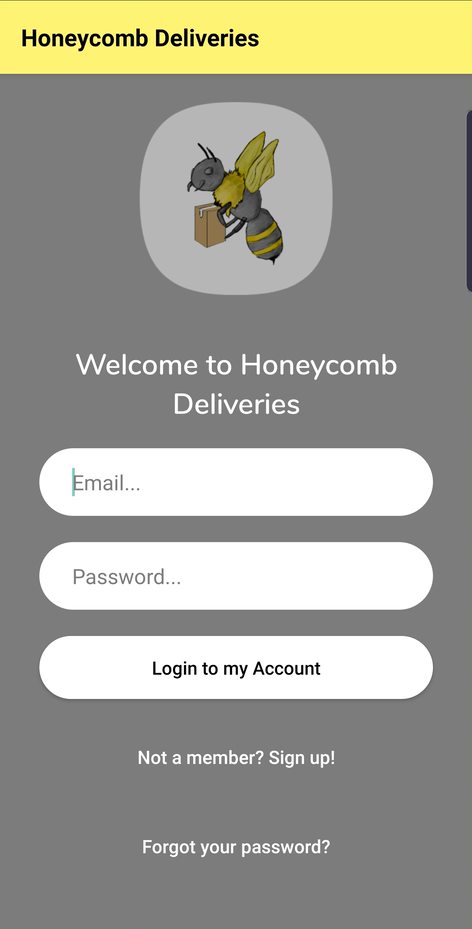 Honeycomb Deliveries
Welcome to Honeycomb
Deliveries
Email...
Password...
Login to my Account
Not a member? Sign up!
Forgot your password?